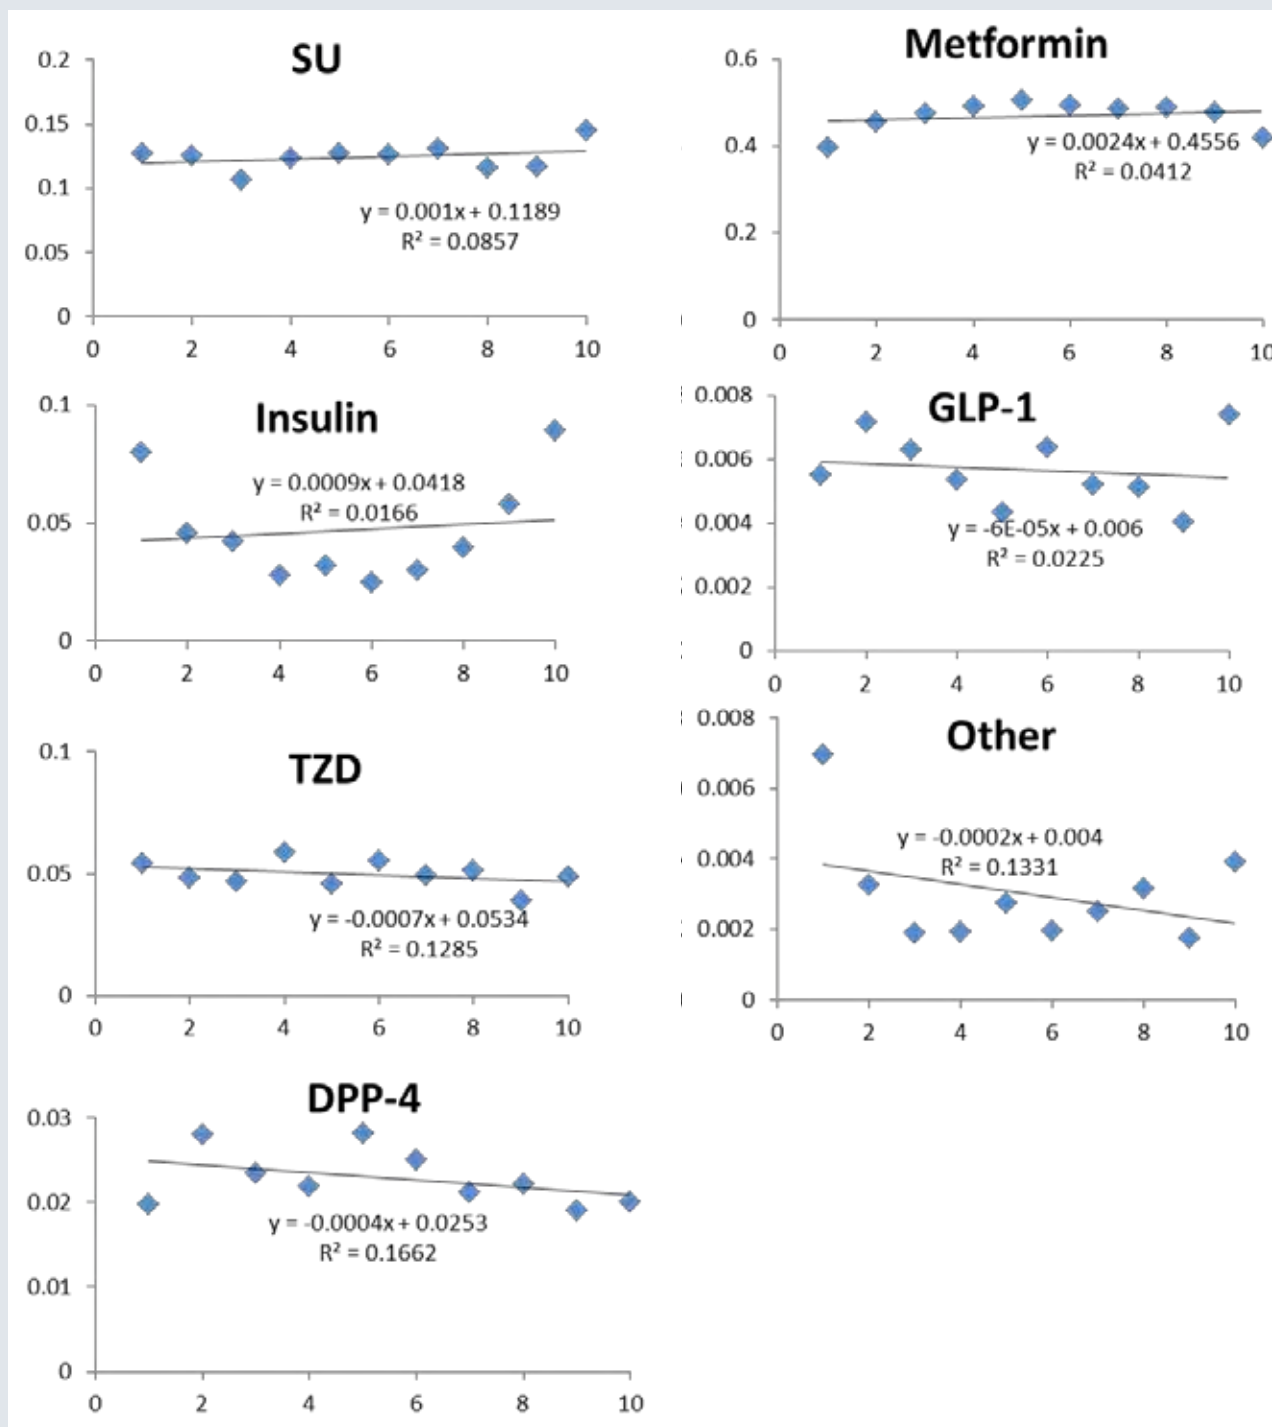 SU
0.2
0.15
0.1
0.05
0
y = 0.001x + 0.1189
R² = 0.0857
0 2 4 6 8 10
Metformin
0.6
0.4
0.2
0
y = 0.0024x + 0.4556
R² = 0.0412
0 2 4 6 8 10
Insulin
0.1
0.05
0
y = 0.0009x + 0.0418
R² = 0.0166
0 2 4 6 8 10
GLP-1
0.008
0.006
0.004
0.002
0
y = -6E-05x + 0.006
R² = 0.0225
0 2 4 6 8 10
TZD
0.1
0.05
0
y = -0.0007x + 0.0534
R² = 0.1285
0 2 4 6 8 10
Other
0.008
0.006
0.004
0.002
0
y = -0.0002x + 0.004
R² = 0.1331
0 2 4 6 8 10
DPP-4
0.03
0.02
0.01
0
y = -0.0004x + 0.0253
R² = 0.1662
0 2 4 6 8 10